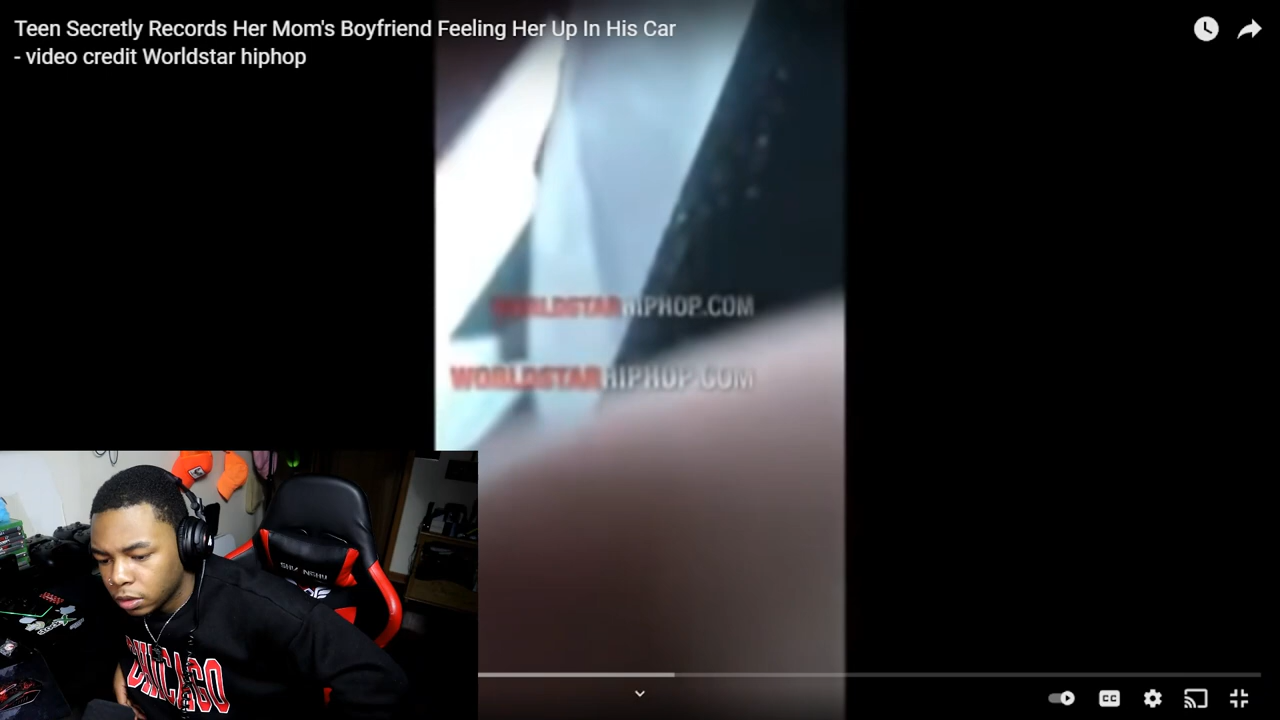 Teen Secretly Records Her Mom's Boyfriend Feeling Her Up In His Car
- video credit Worldstar hiphop
WORLDSTARHIPHOP.COM
WORLDSTARHIPHOP.COM
CHICAGO
CC